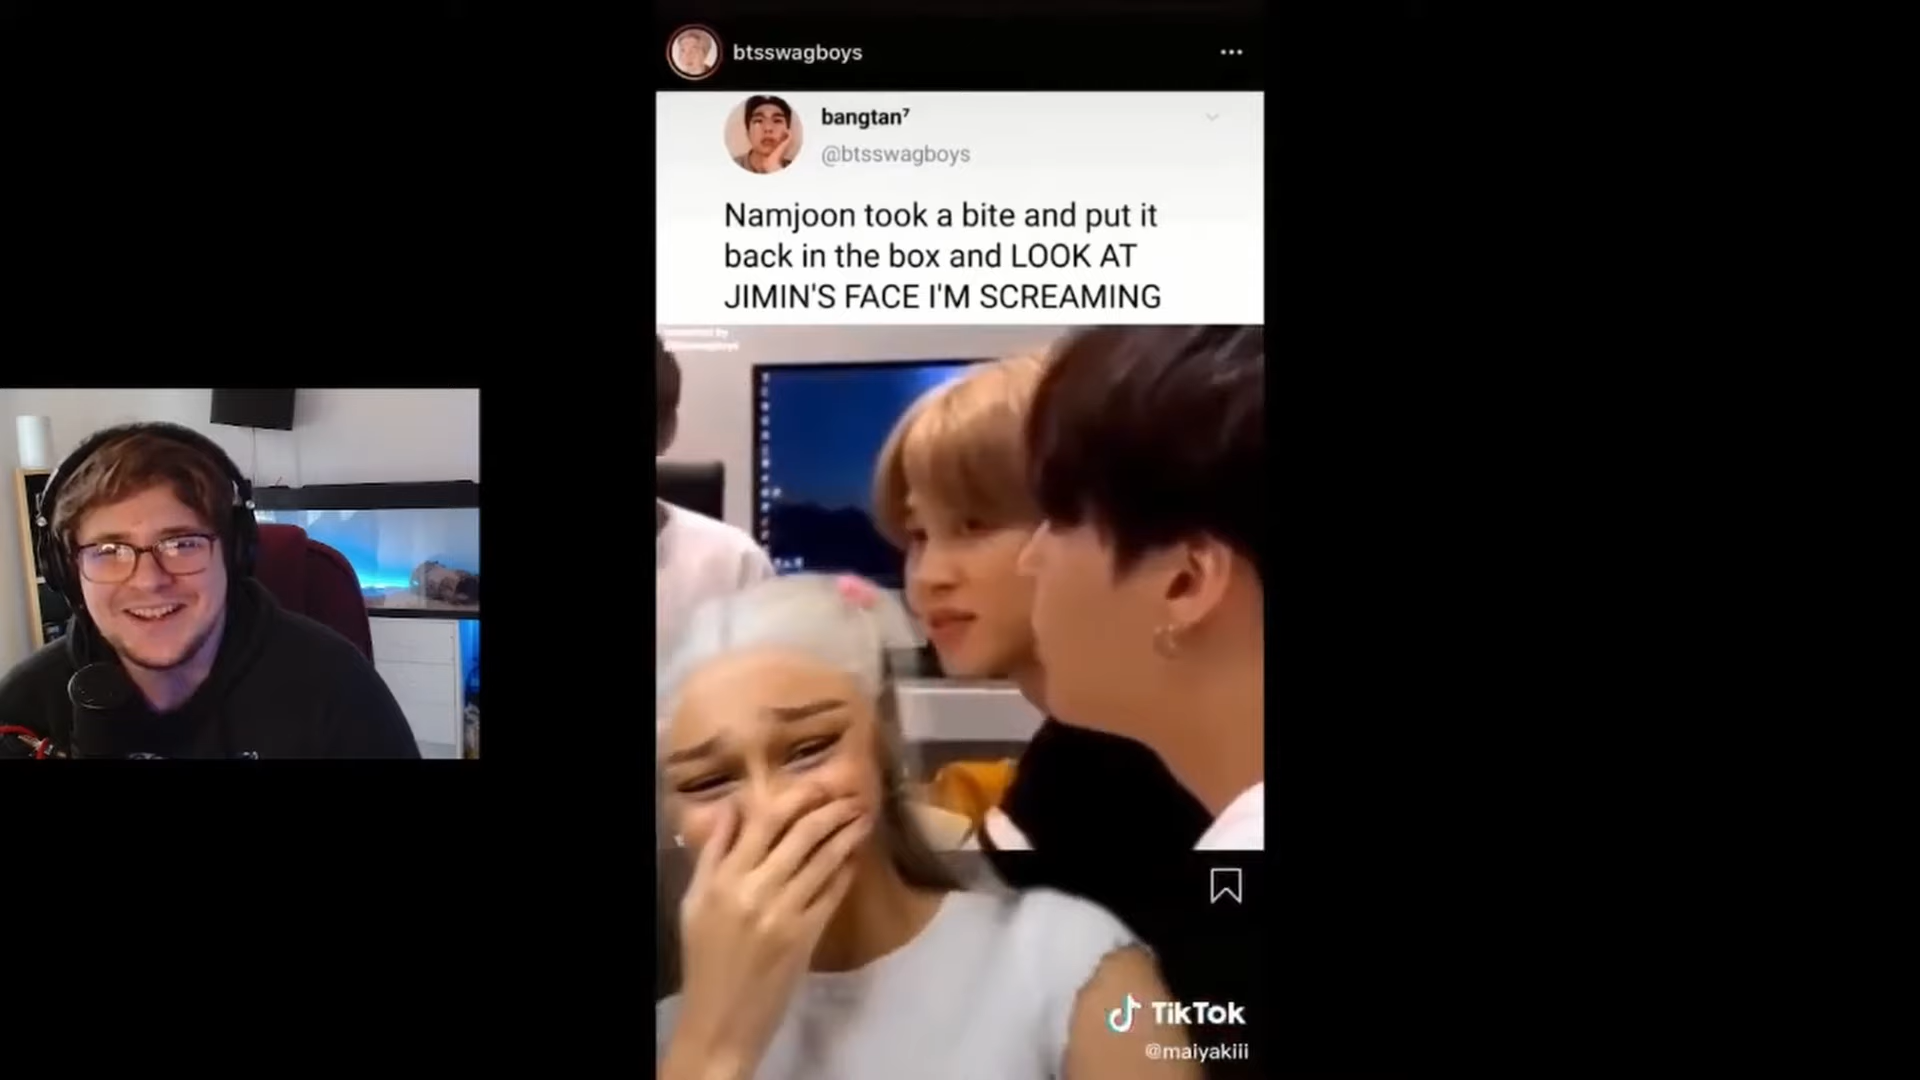 btsswagboys
bangtan⁷
@btsswagboys
Namjoon took a bite and put it
back in the box and LOOK AT
JIMIN'S FACE I'M SCREAMING
TikTok
@maiyakiii